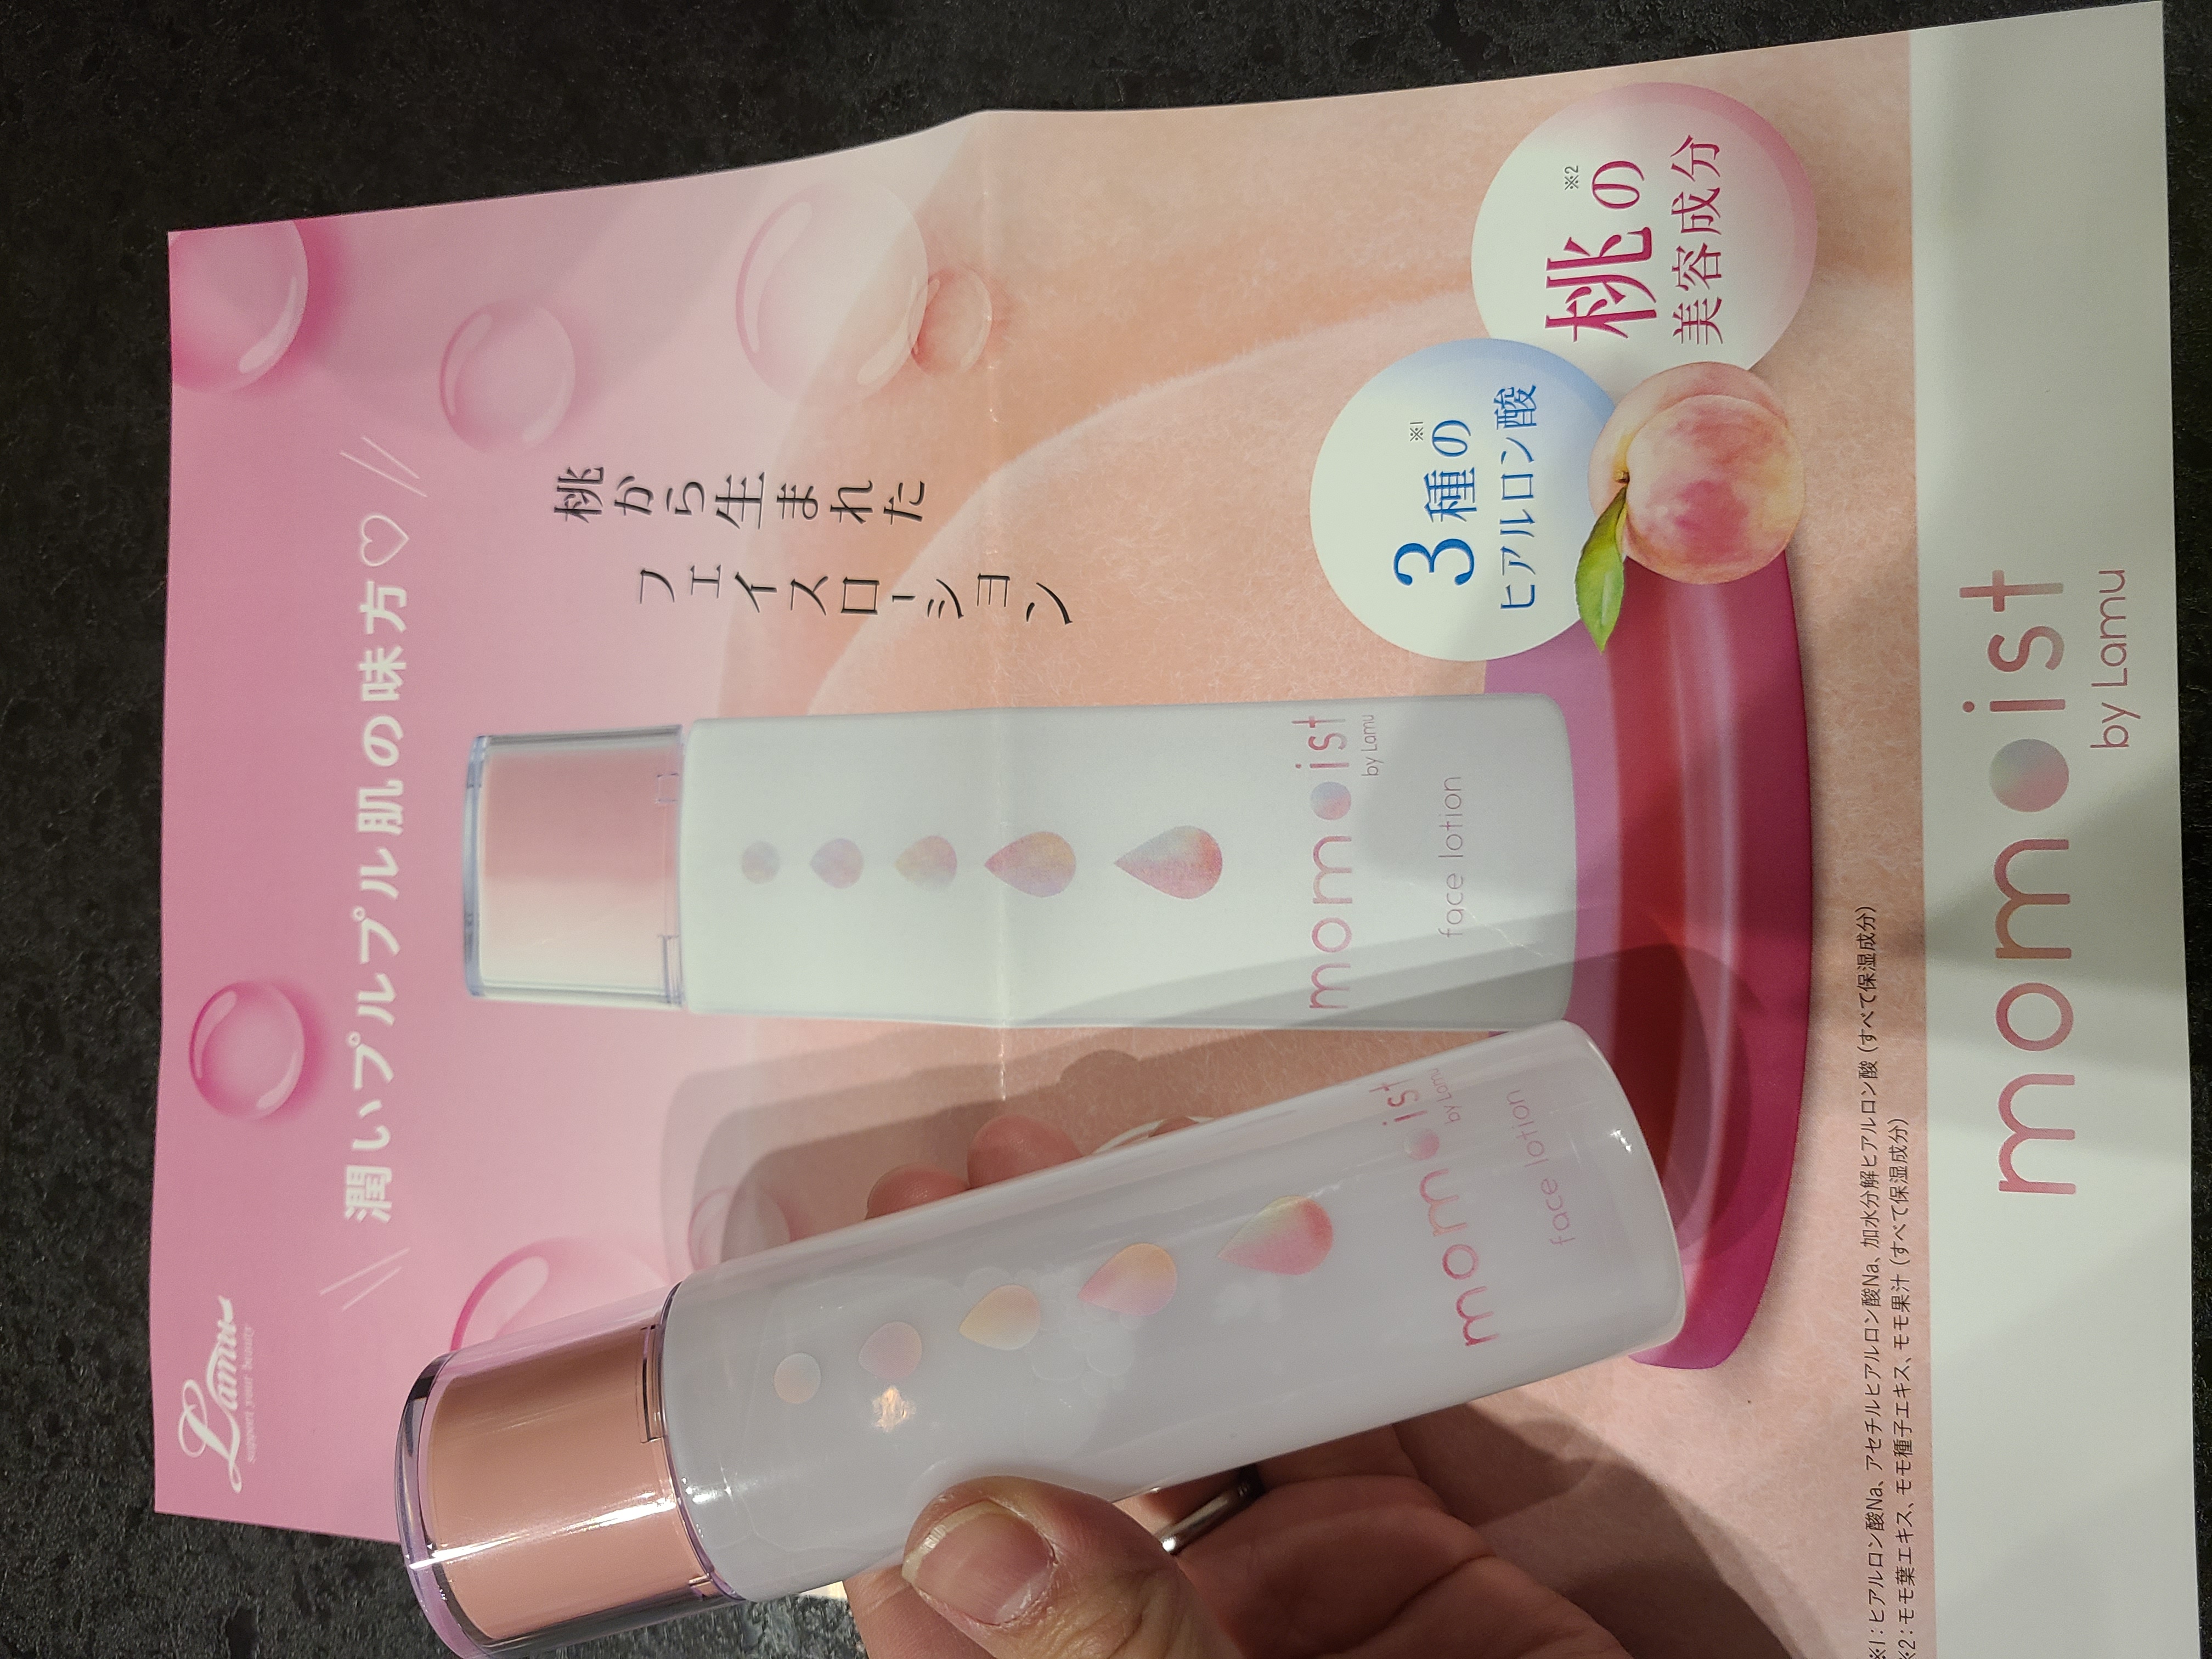 Lamu
support your beauty
潤いプルプル肌の味方♡
桃から生まれた
フェイスローション
momoist
by Lamu
face lotion
3種の※1
ヒアルロン酸
桃の※2
美容成分
momoist
by Lamu
face lotion
※1：ヒアルロン酸Na、アセチルヒアルロン酸Na、加水分解ヒアルロン酸（すべて保湿成分）
※2：モモ葉エキス、モモ種子エキス、モモ果汁（すべて保湿成分）
momoist
by Lamu